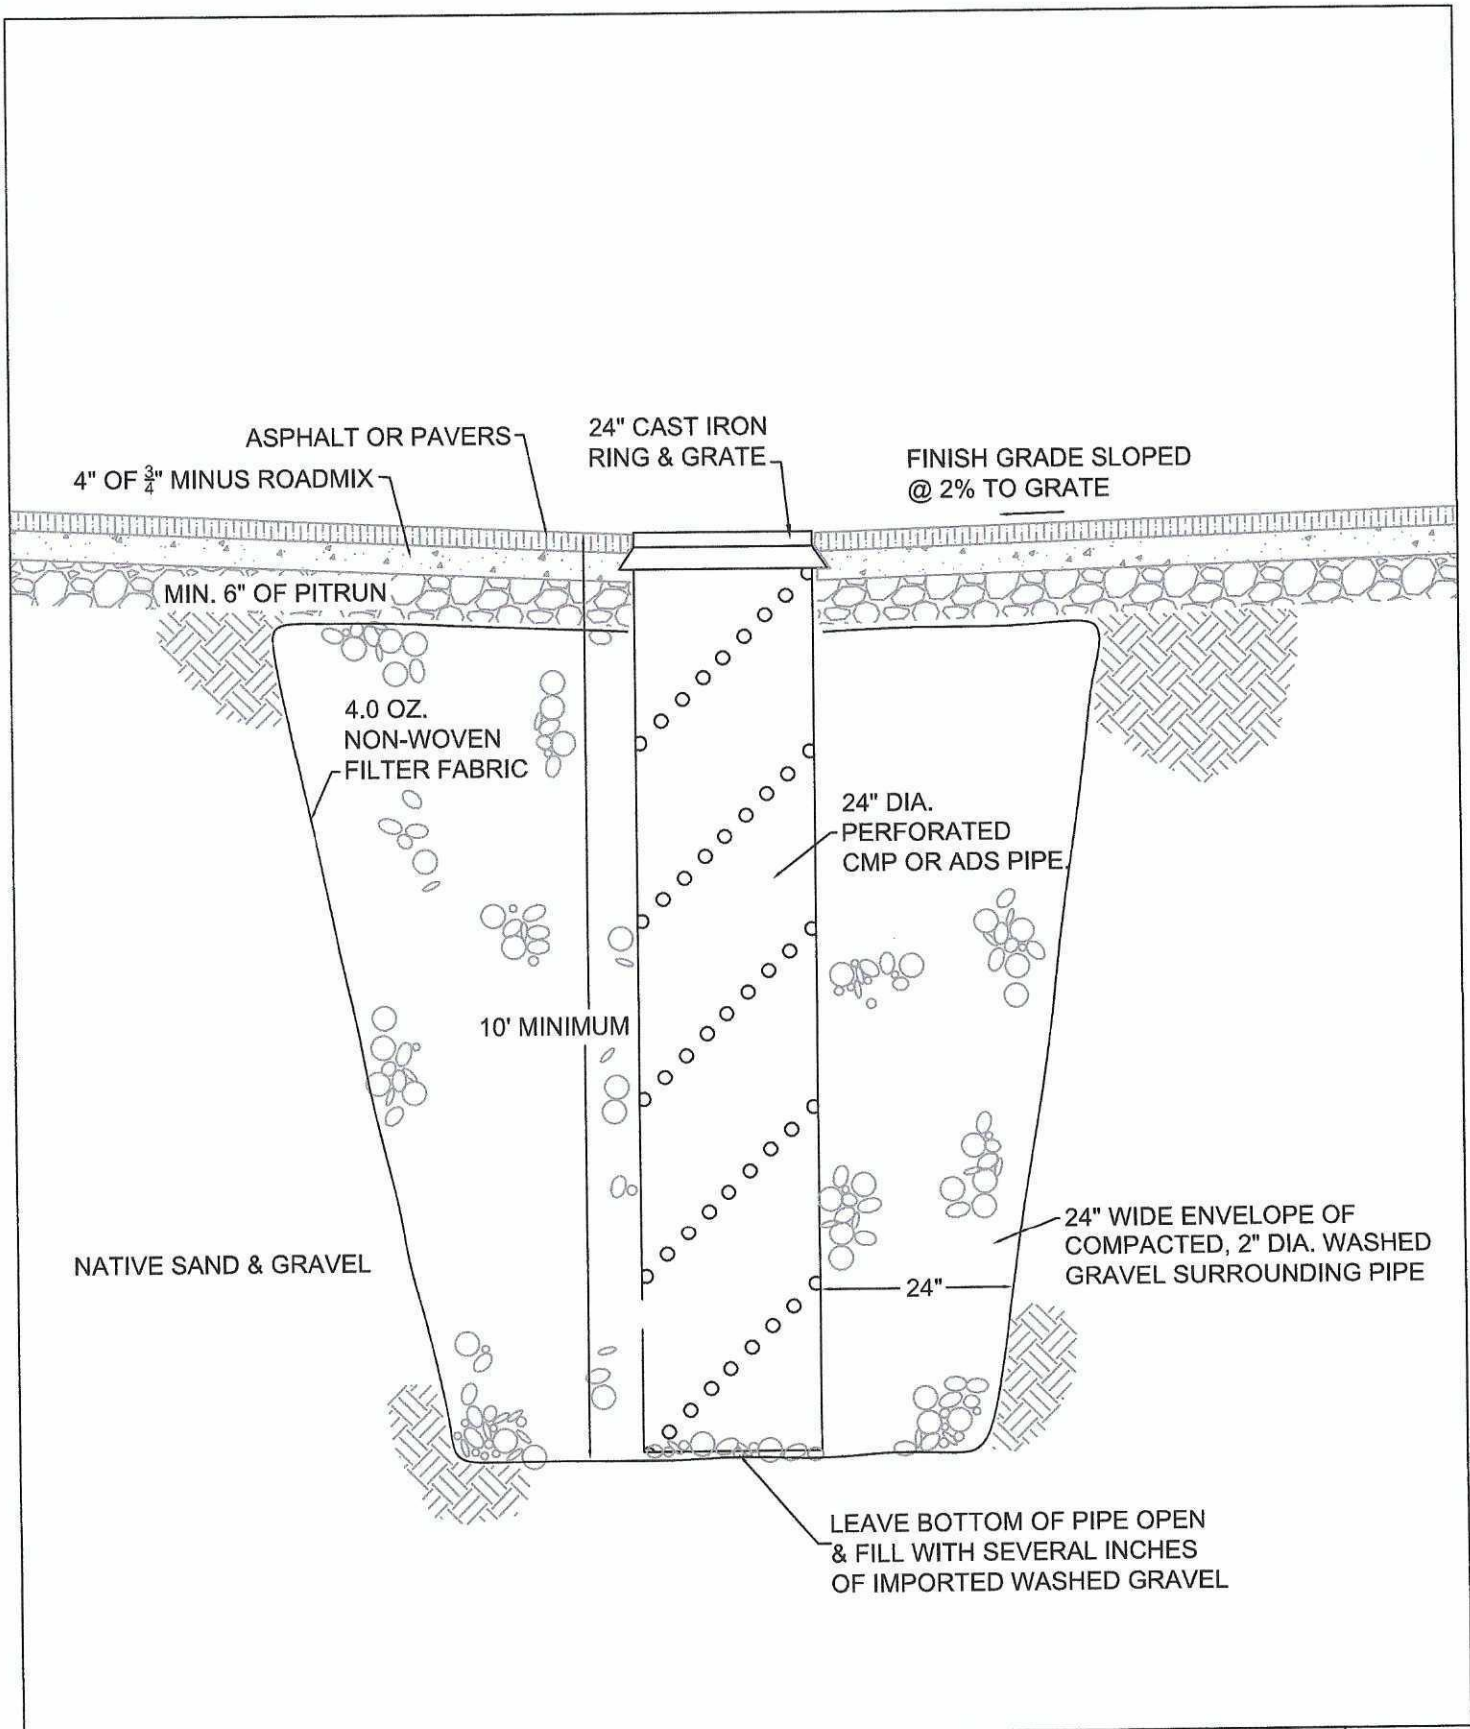 ASPHALT OR PAVERS
4" OF 3/4" MINUS ROADMIX
24" CAST IRON
RING & GRATE
FINISH GRADE SLOPED
@ 2% TO GRATE
MIN. 6" OF PITRUN
4.0 OZ.
NON-WOVEN
FILTER FABRIC
24" DIA.
PERFORATED
CMP OR ADS PIPE.
10' MINIMUM
NATIVE SAND & GRAVEL
24" WIDE ENVELOPE OF
COMPACTED, 2" DIA. WASHED
GRAVEL SURROUNDING PIPE
24"
LEAVE BOTTOM OF PIPE OPEN
& FILL WITH SEVERAL INCHES
OF IMPORTED WASHED GRAVEL